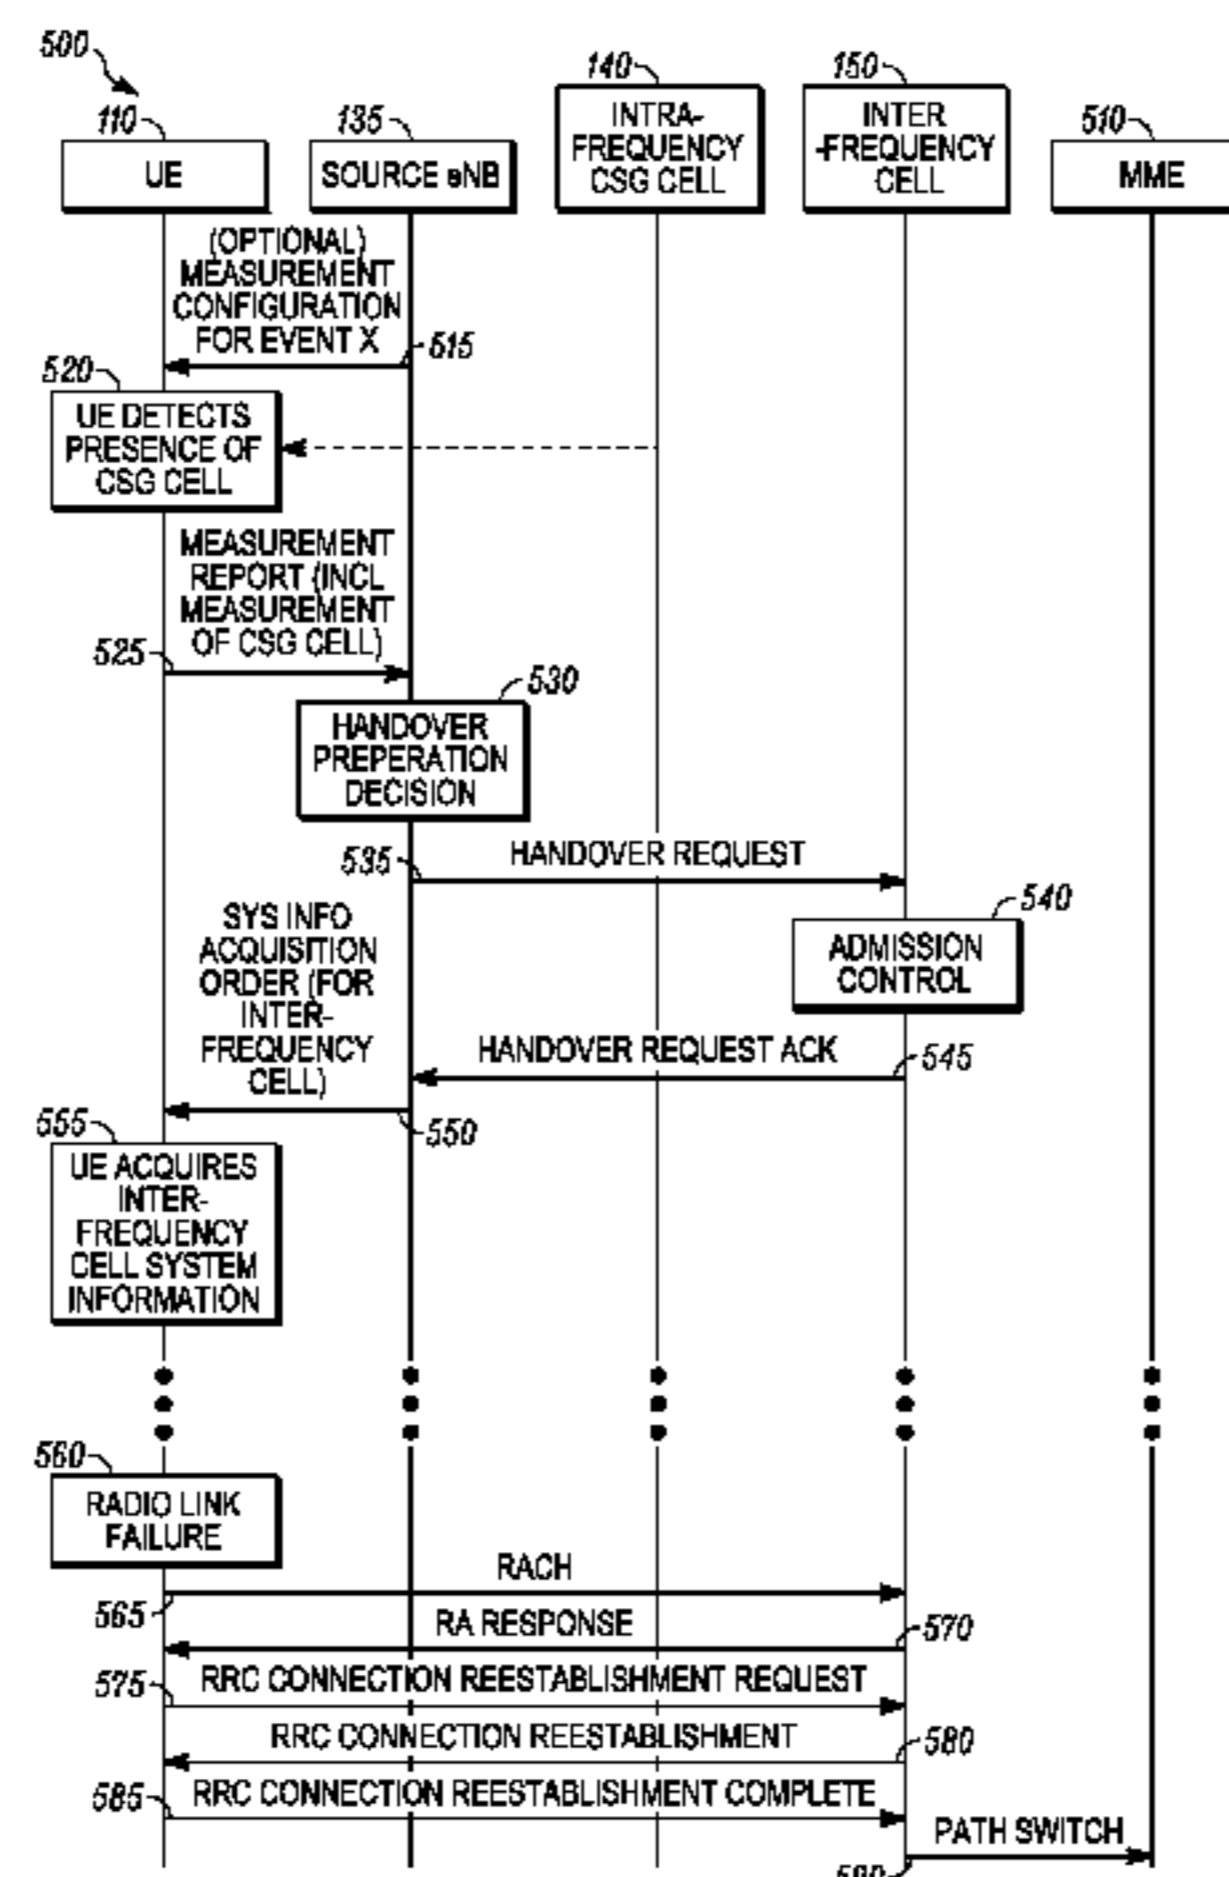 500
110
UE
135
SOURCE eNB
140
INTRA-
FREQUENCY
CSG CELL
150
INTER
-FREQUENCY
CELL
510
MME
(OPTIONAL)
MEASUREMENT
CONFIGURATION
FOR EVENT X
515
520
UE DETECTS
PRESENCE OF
CSG CELL
MEASUREMENT
REPORT (INCL
MEASUREMENT
OF CSG CELL)
525
530
HANDOVER
PREPERATION
DECISION
535
HANDOVER REQUEST
540
ADMISSION
CONTROL
SYS INFO
ACQUISITION
ORDER (FOR
INTER-
FREQUENCY
CELL)
HANDOVER REQUEST ACK
545
550
555
UE ACQUIRES
INTER-
FREQUENCY
CELL SYSTEM
INFORMATION
560
RADIO LINK
FAILURE
RACH
565
RA RESPONSE
570
575
RRC CONNECTION REESTABLISHMENT REQUEST
RRC CONNECTION REESTABLISHMENT
580
585
RRC CONNECTION REESTABLISHMENT COMPLETE
PATH SWITCH